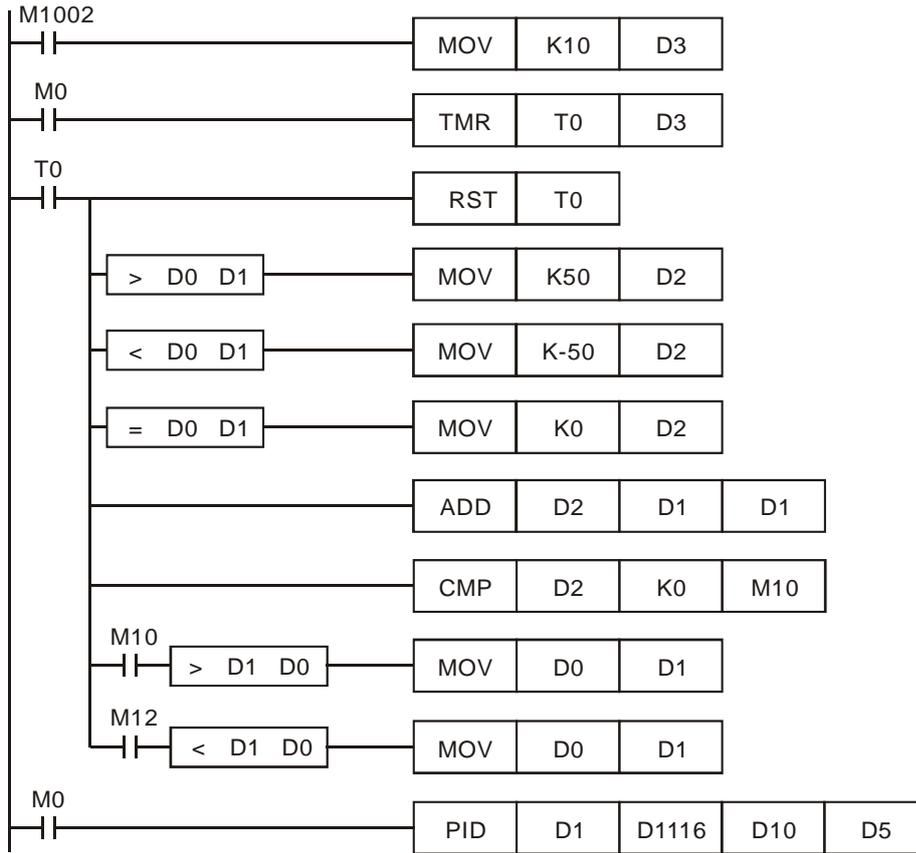 M1002
MOV K10 D3
M0
TMR T0 D3
T0
RST T0
> D0 D1 MOV K50 D2
< D0 D1 MOV K-50 D2
= D0 D1 MOV K0 D2
ADD D2 D1 D1
CMP D2 K0 M10
M10
> D1 D0 MOV D0 D1
M12
< D1 D0 MOV D0 D1
M0
PID D1 D1116 D10 D5